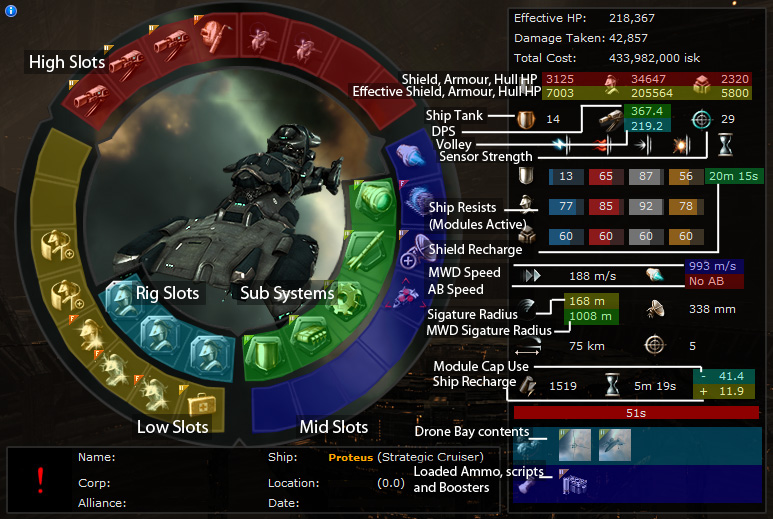 Effective HP: 218,367
Damage Taken: 42,857
Total Cost: 433,982,000 isk
High Slots
Shield, Armour, Hull HP 3125 34647 2320
Effective Shield, Armour, Hull HP 7003 205564 5800
Ship Tank 14 367.4 29
DPS 219.2
Volley
Sensor Strength
13 65 87 56 20m 15s
Ship Resists 77 85 92 78
(Modules Active)
60 60 60 60
Shield Recharge
MWD Speed 188 m/s 993 m/s
AB Speed No AB
Rig Slots Sub Systems
Sigature Radius 168 m 338 mm
MWD Sigature Radius 1008 m
75 km 5
Module Cap Use - 41.4
Ship Recharge 1519 5m 19s + 11.9
51s
Low Slots Mid Slots
Drone Bay contents
Name: Ship: Proteus (Strategic Cruiser)
Loaded Ammo, scripts
and Boosters
Corp: Location: (0.0)
Alliance: Date: